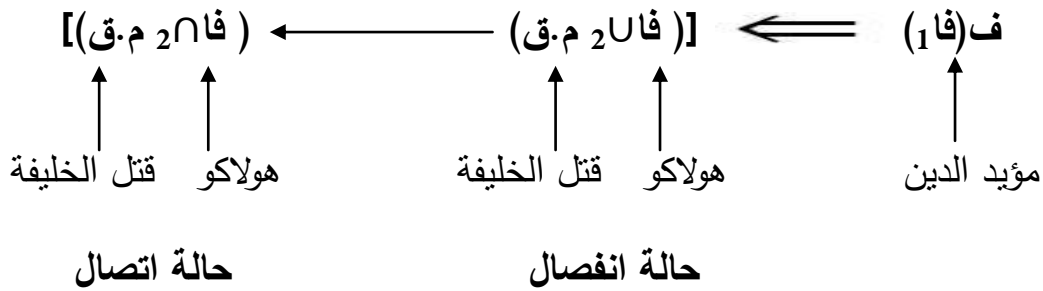 ف(فا1) [( فا2∪ م.ق) ( فا2∩ م.ق)]
مؤيد الدين هولاكو قتل الخليفة هولاكو قتل الخليفة
حالة انفصال حالة اتصال